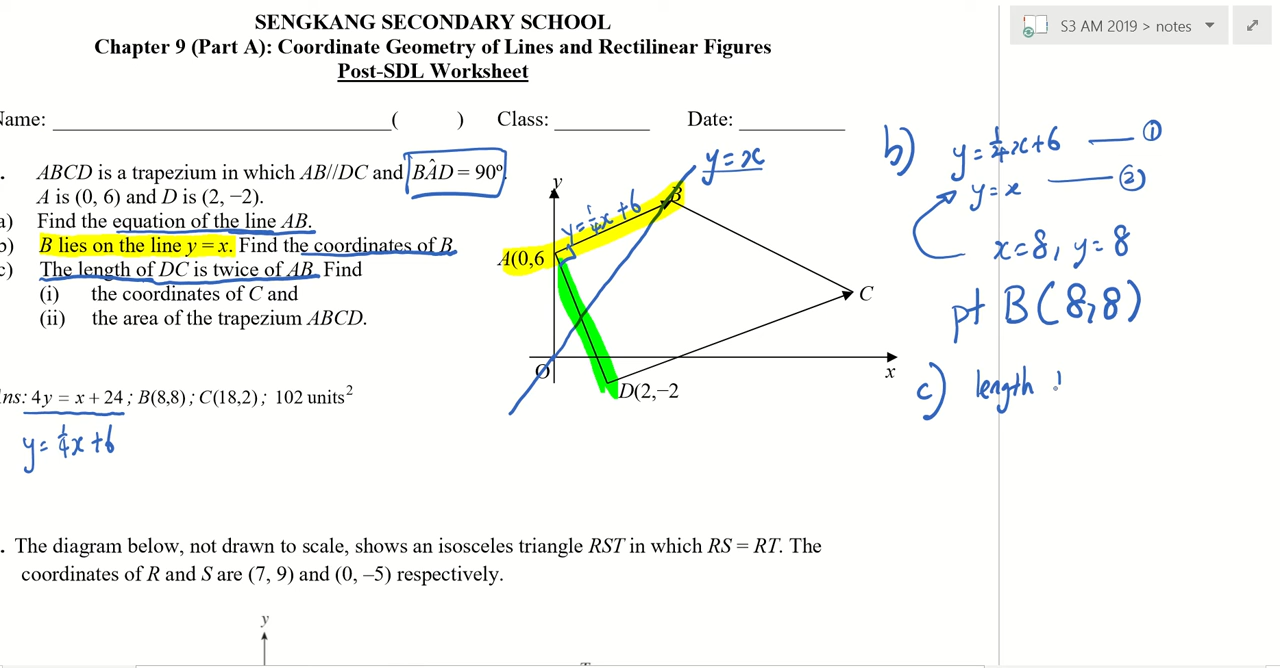 SENGKANG SECONDARY SCHOOL
S3 AM 2019 > notes
Chapter 9 (Part A): Coordinate Geometry of Lines and Rectilinear Figures
Post-SDL Worksheet
Name: ( ) Class: Date:
. ABCD is a trapezium in which AB//DC and BÂD = 90º.
A is (0, 6) and D is (2, −2).
a) Find the equation of the line AB.
b) B lies on the line y = x. Find the coordinates of B.
c) The length of DC is twice of AB. Find
(i) the coordinates of C and
(ii) the area of the trapezium ABCD.
Ans: 4y = x + 24 ; B(8,8) ; C(18,2) ; 102 units²
y = ¼x + 6
y
y = x
y = ¼x + 6
B
A(0,6
C
O
x
D(2,−2
b) y = ¼x + 6 —— ①
y = x —— ②
x = 8, y = 8
pt B(8,8)
c) length
. The diagram below, not drawn to scale, shows an isosceles triangle RST in which RS = RT. The
coordinates of R and S are (7, 9) and (0, –5) respectively.
y